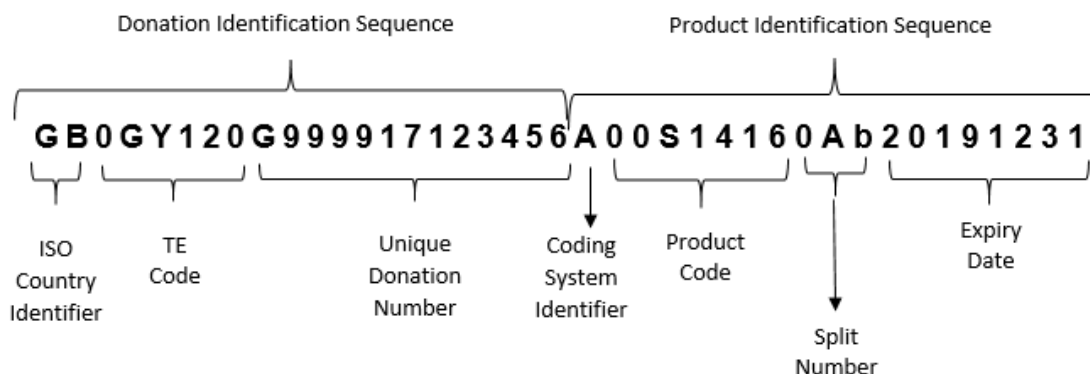 Donation Identification Sequence
Product Identification Sequence
GB0GY120G999917123456A00S14160Ab20191231
ISO
Country
Identifier
TE
Code
Unique
Donation
Number
Coding
System
Identifier
Product
Code
Split
Number
Expiry
Date